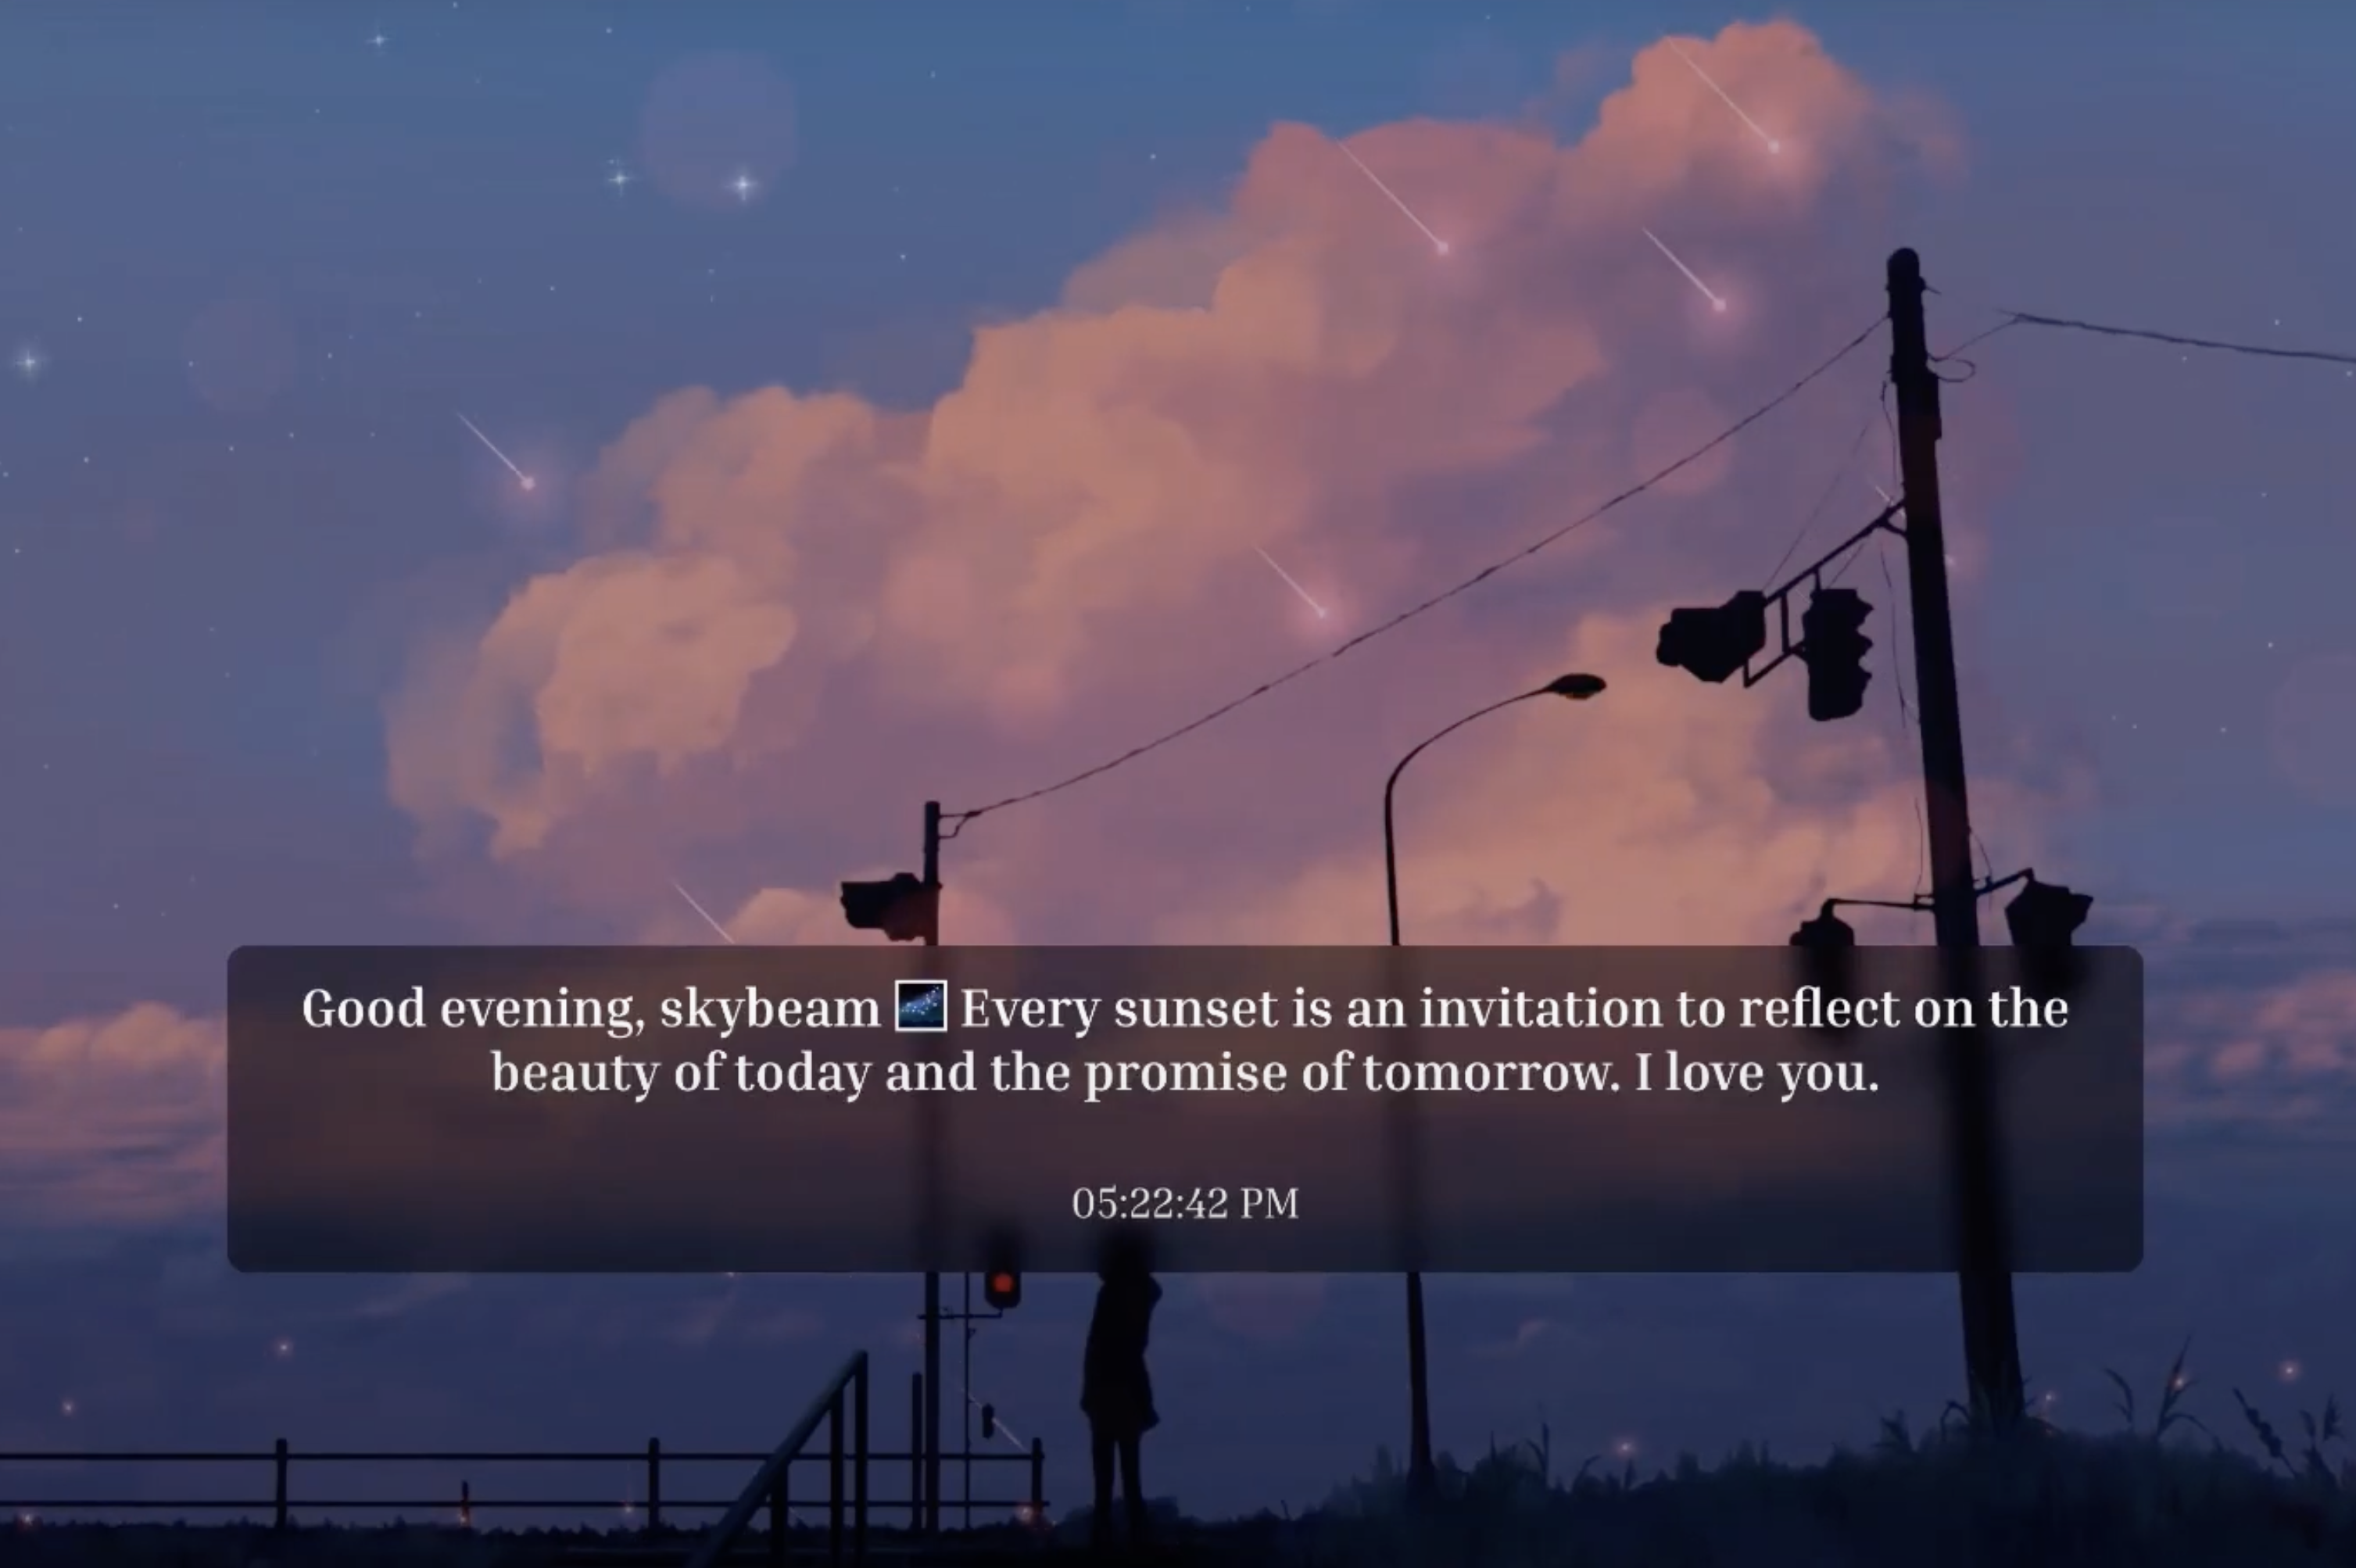 Good evening, skybeam 🌌 Every sunset is an invitation to reflect on the
beauty of today and the promise of tomorrow. I love you.
05:22:42 PM